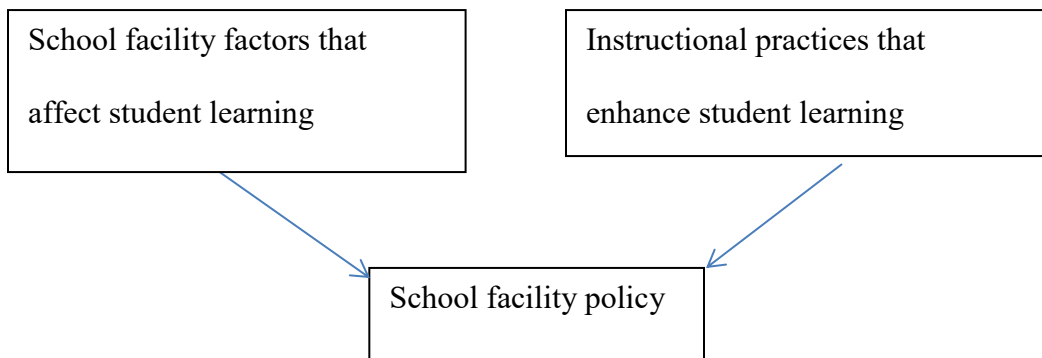 School facility factors that
affect student learning
Instructional practices that
enhance student learning
School facility policy